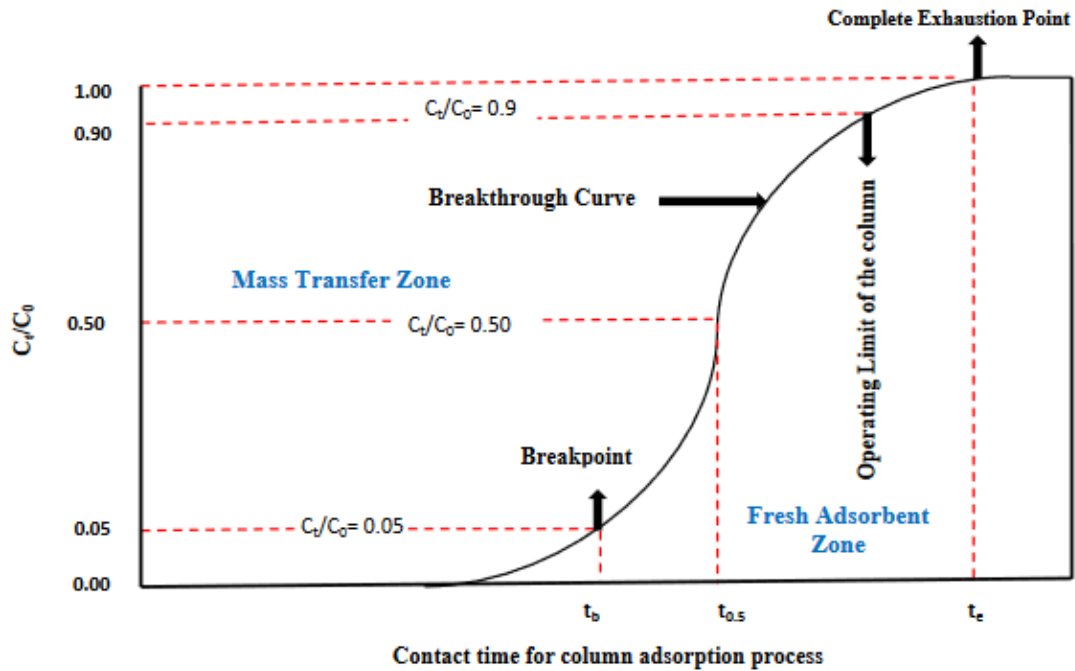 Complete Exhaustion Point
1.00
Cₜ/C₀= 0.9
0.90
Breakthrough Curve
Operating Limit of the column
Mass Transfer Zone
0.50
Cₜ/C₀= 0.50
Cₜ/C₀
Breakpoint
Fresh Adsorbent
Zone
0.05
Cₜ/C₀= 0.05
0.00
t_b
t₀.₅
tₑ
Contact time for column adsorption process